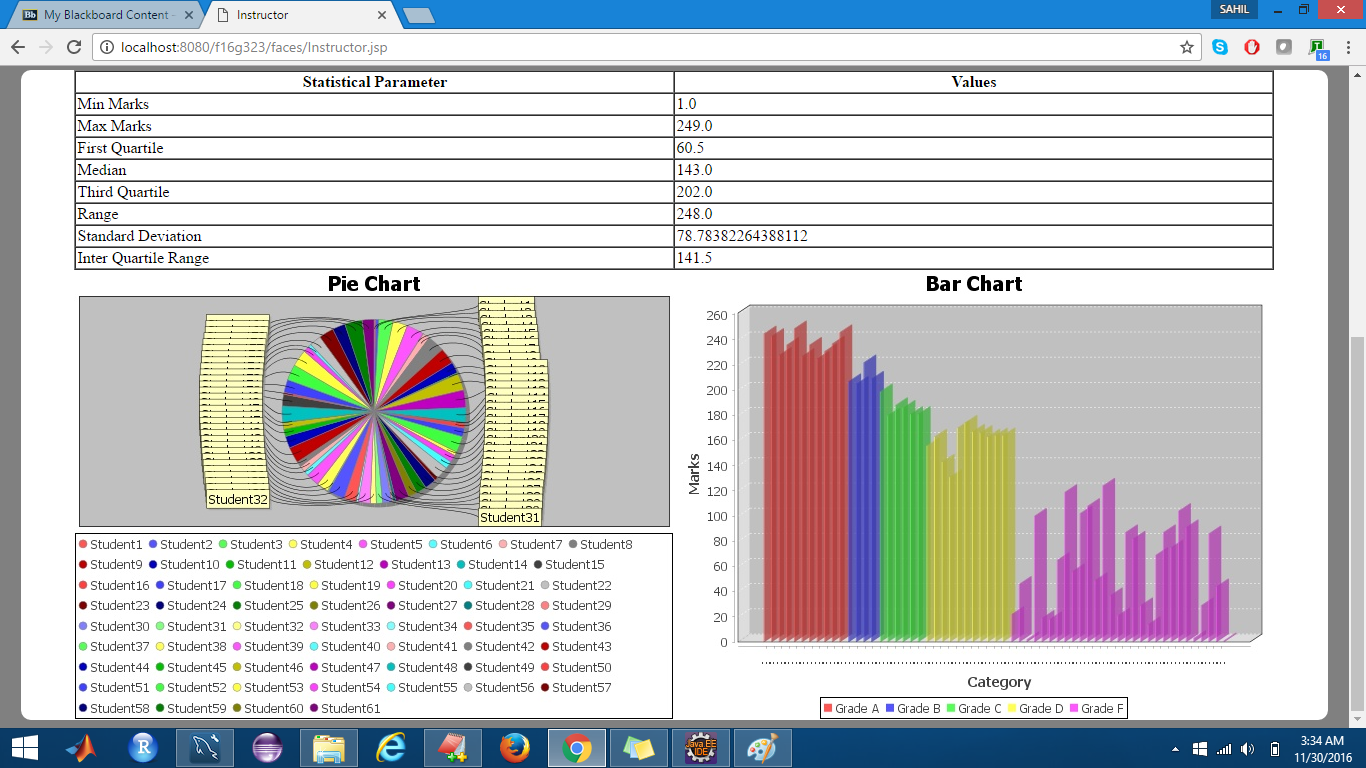 My Blackboard Content -
Instructor
SAHIL
localhost:8080/f16g323/faces/Instructor.jsp
16
Statistical Parameter Values
Min Marks 1.0
Max Marks 249.0
First Quartile 60.5
Median 143.0
Third Quartile 202.0
Range 248.0
Standard Deviation 78.78382264388112
Inter Quartile Range 141.5
Pie Chart
Student32
Student31
Student1 Student2 Student3 Student4 Student5 Student6 Student7 Student8
Student9 Student10 Student11 Student12 Student13 Student14 Student15
Student16 Student17 Student18 Student19 Student20 Student21 Student22
Student23 Student24 Student25 Student26 Student27 Student28 Student29
Student30 Student31 Student32 Student33 Student34 Student35 Student36
Student37 Student38 Student39 Student40 Student41 Student42 Student43
Student44 Student45 Student46 Student47 Student48 Student49 Student50
Student51 Student52 Student53 Student54 Student55 Student56 Student57
Student58 Student59 Student60 Student61
Bar Chart
260
240
220
200
180
160
140
120
100
80
60
40
20
0
Marks
Category
Grade A Grade B Grade C Grade D Grade F
Java EE
IDE
3:34 AM
11/30/2016